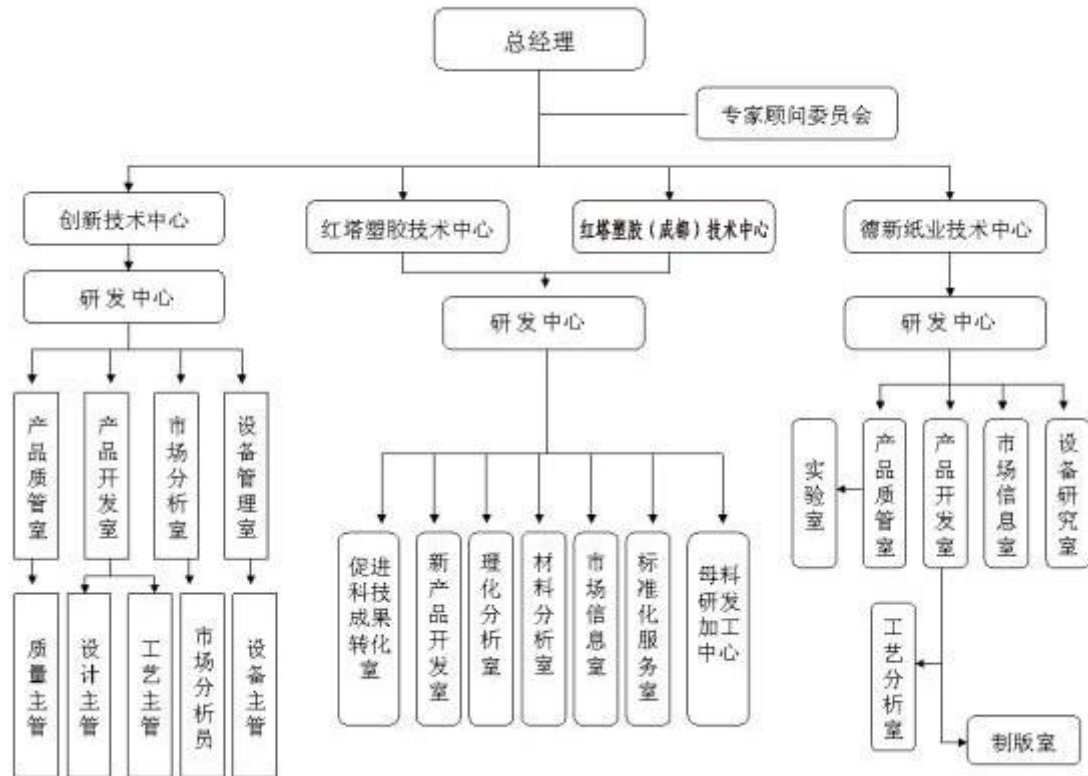 总经理
专家顾问委员会
创新技术中心
红塔塑胶技术中心
红塔塑胶（成都）技术中心
德新纸业技术中心
研发中心
研发中心
研发中心
产品质管室
产品开发室
市场分析室
设备管理室
质量主管
设计主管
工艺主管
市场分析员
设备主管
促进科技成果转化室
新产品开发室
理化分析室
材料分析室
市场信息室
标准化服务室
母料研发加工中心
实验室
产品质管室
产品开发室
市场信息室
设备研究室
工艺分析室
制版室